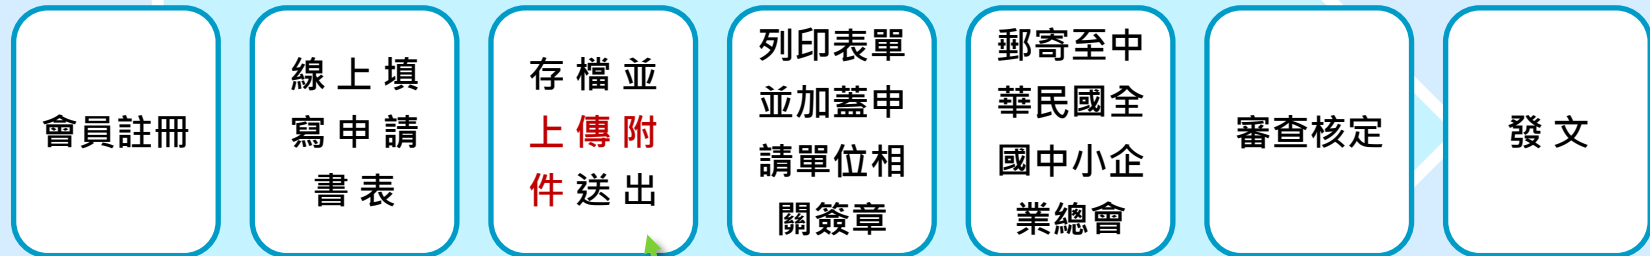 會員註冊
線上填
寫申請
書表
存檔並
上傳附
件送出
列印表單
並加蓋申
請單位相
關簽章
郵寄至中
華民國全
國中小企
業總會
審查核定
發文